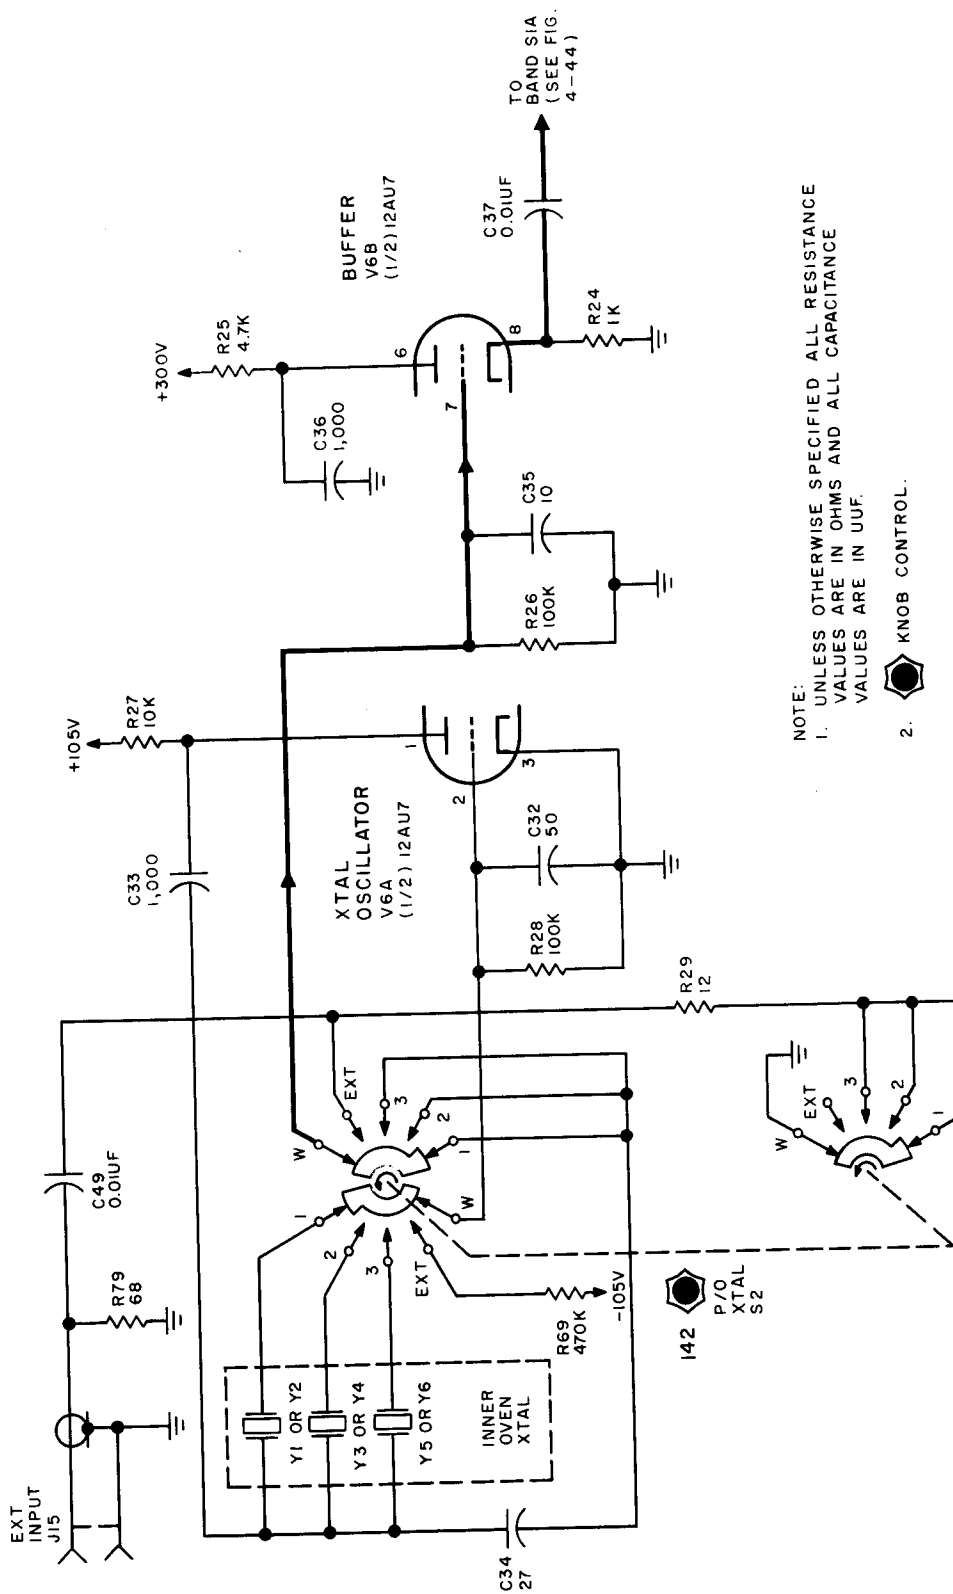 EXT
INPUT
J15
R79
68
C49
0.01UF
C33
1,000
+105V
R27
10K
+300V
R25
4.7K
C36
1,000
BUFFER
V6B
(1/2) 12AU7
6
7
8
C37
0.01UF
TO
BAND S1A
(SEE FIG.
4-44)
R24
1K
C35
10
R26
100K
XTAL
OSCILLATOR
V6A
(1/2) 12AU7
1
2
3
C32
50
R28
100K
R29
12
W
EXT
3
2
1
1
2
3
EXT
W
R69
470K
-105V
Y1 OR Y2
Y3 OR Y4
Y5 OR Y6
INNER
OVEN
XTAL
C34
27
142
P/O
XTAL
S2
W
EXT
3
2
1
NOTE:
1. UNLESS OTHERWISE SPECIFIED ALL RESISTANCE
VALUES ARE IN OHMS AND ALL CAPACITANCE
VALUES ARE IN UUF.
2. KNOB CONTROL.